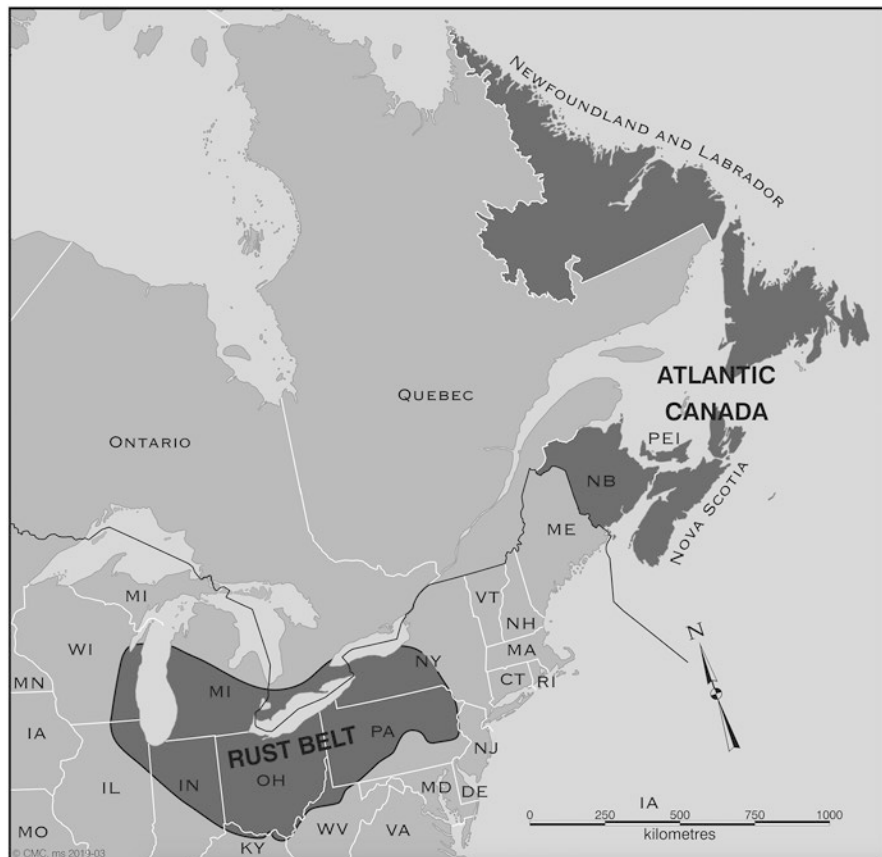 NEWFOUNDLAND AND LABRADOR
ATLANTIC
CANADA
QUEBEC
ONTARIO
PEI
NB
NOVA SCOTIA
ME
MI
VT
NH
WI
MA
NY
CT
RI
MN
MI
N
IA
PA
RUST BELT
NJ
IN
OH
IL
MD
DE
IA
MO
WV
VA
KY
0 250 500 750 1000
kilometres
© CMC, ms 2019-03